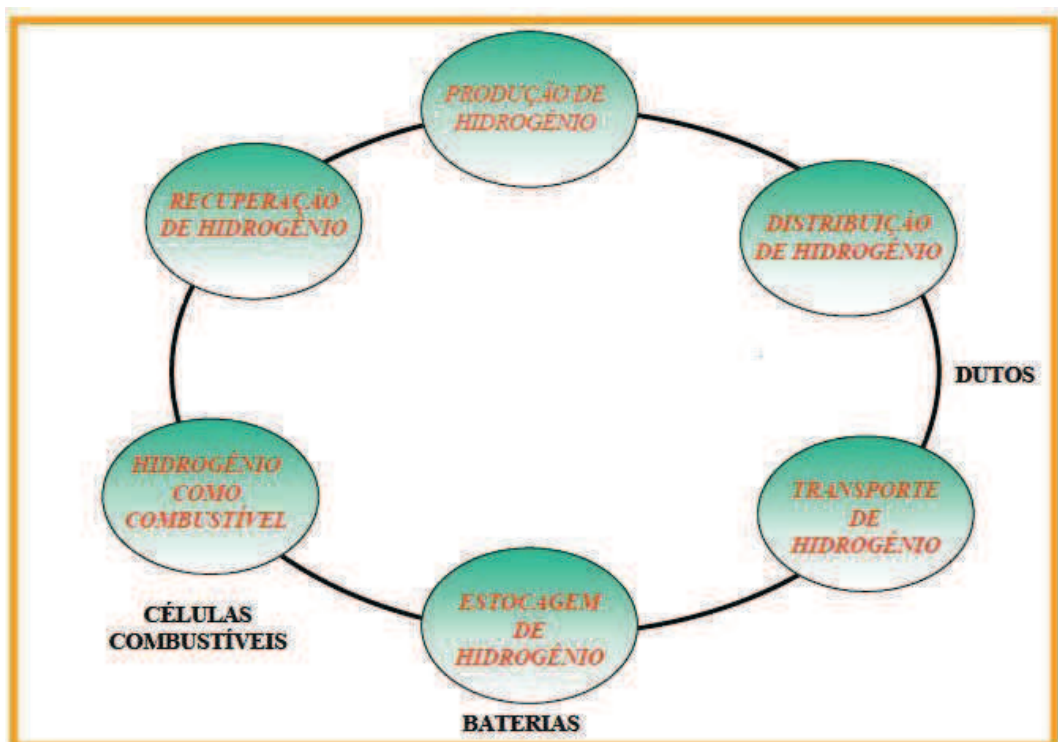 PRODUÇÃO DE
HIDROGÊNIO
RECUPERAÇÃO
DE HIDROGÊNIO
DISTRIBUIÇÃO
DE HIDROGÊNIO
DUTOS
HIDROGÊNIO
COMO
COMBUSTÍVEL
TRANSPORTE
DE
HIDROGÊNIO
CÉLULAS
COMBUSTÍVEIS
ESTOCAGEM
DE
HIDROGÊNIO
BATERIAS